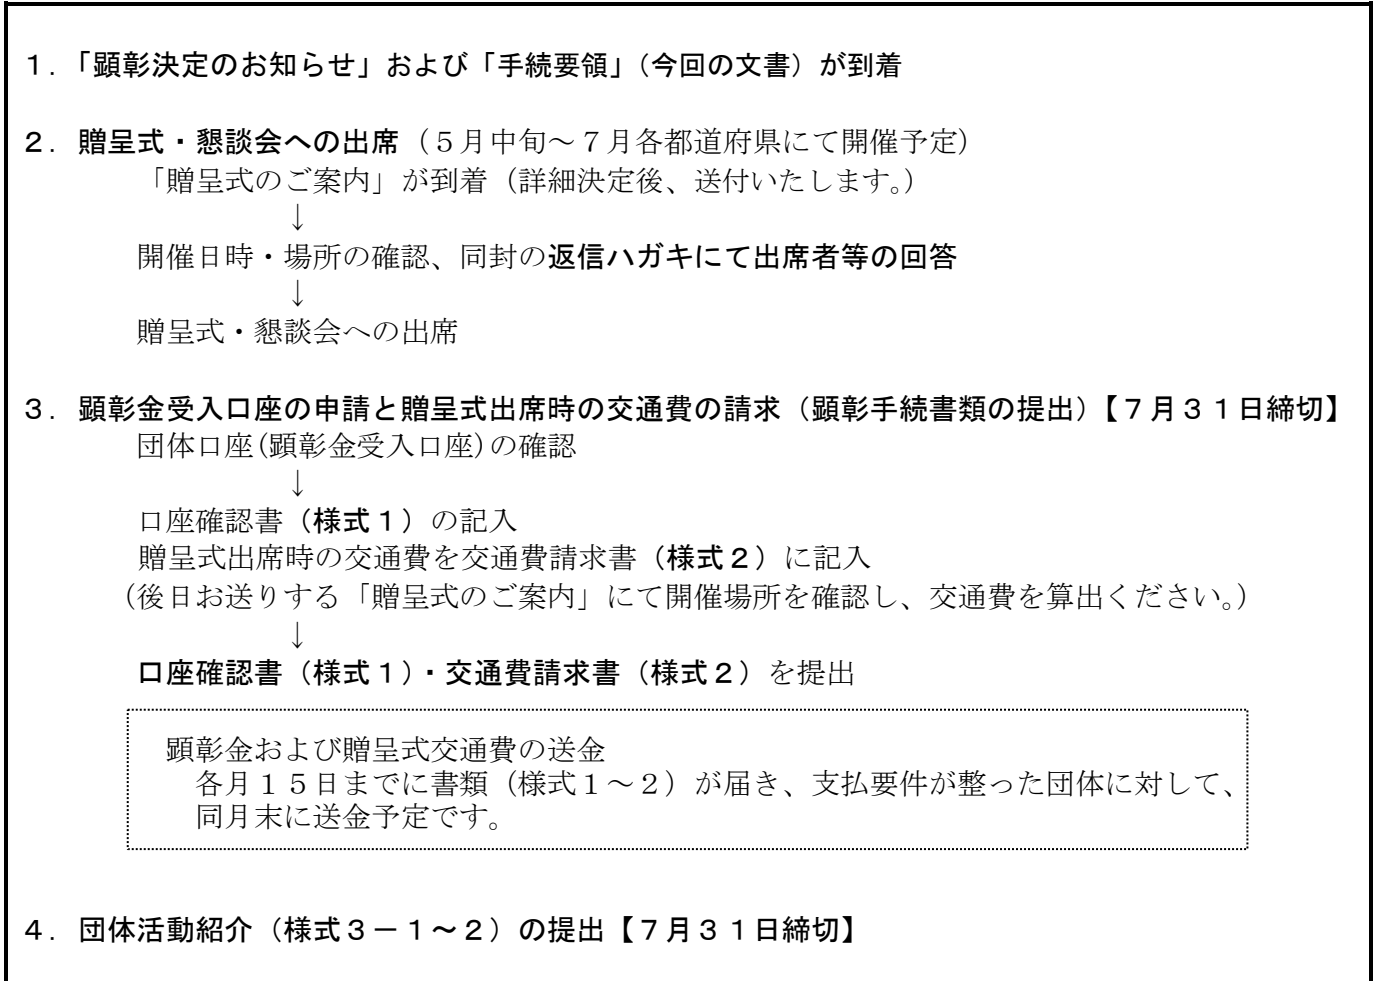 １．「顕彰決定のお知らせ」および「手続要領」（今回の文書）が到着
２．贈呈式・懇談会への出席（５月中旬～７月各都道府県にて開催予定）
「贈呈式のご案内」が到着（詳細決定後、送付いたします。）
↓
開催日時・場所の確認、同封の返信ハガキにて出席者等の回答
↓
贈呈式・懇談会への出席
３．顕彰金受入口座の申請と贈呈式出席時の交通費の請求（顕彰手続書類の提出）【７月３１日締切】
団体口座(顕彰金受入口座)の確認
↓
口座確認書（様式１）の記入
贈呈式出席時の交通費を交通費請求書（様式２）に記入
（後日お送りする「贈呈式のご案内」にて開催場所を確認し、交通費を算出ください。）
↓
口座確認書（様式１）・交通費請求書（様式２）を提出
顕彰金および贈呈式交通費の送金
各月１５日までに書類（様式１～２）が届き、支払要件が整った団体に対して、
同月末に送金予定です。
４．団体活動紹介（様式３－１～２）の提出【７月３１日締切】